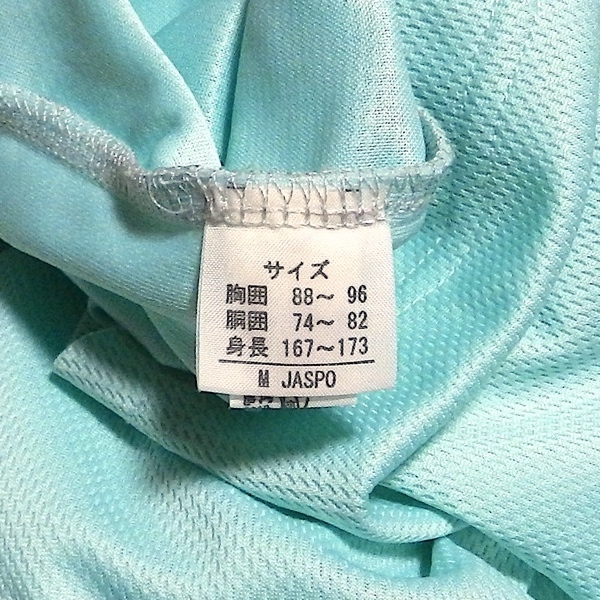 サイズ
胸囲 88～ 96
胴囲 74～ 82
身長 167～173
M JASPO